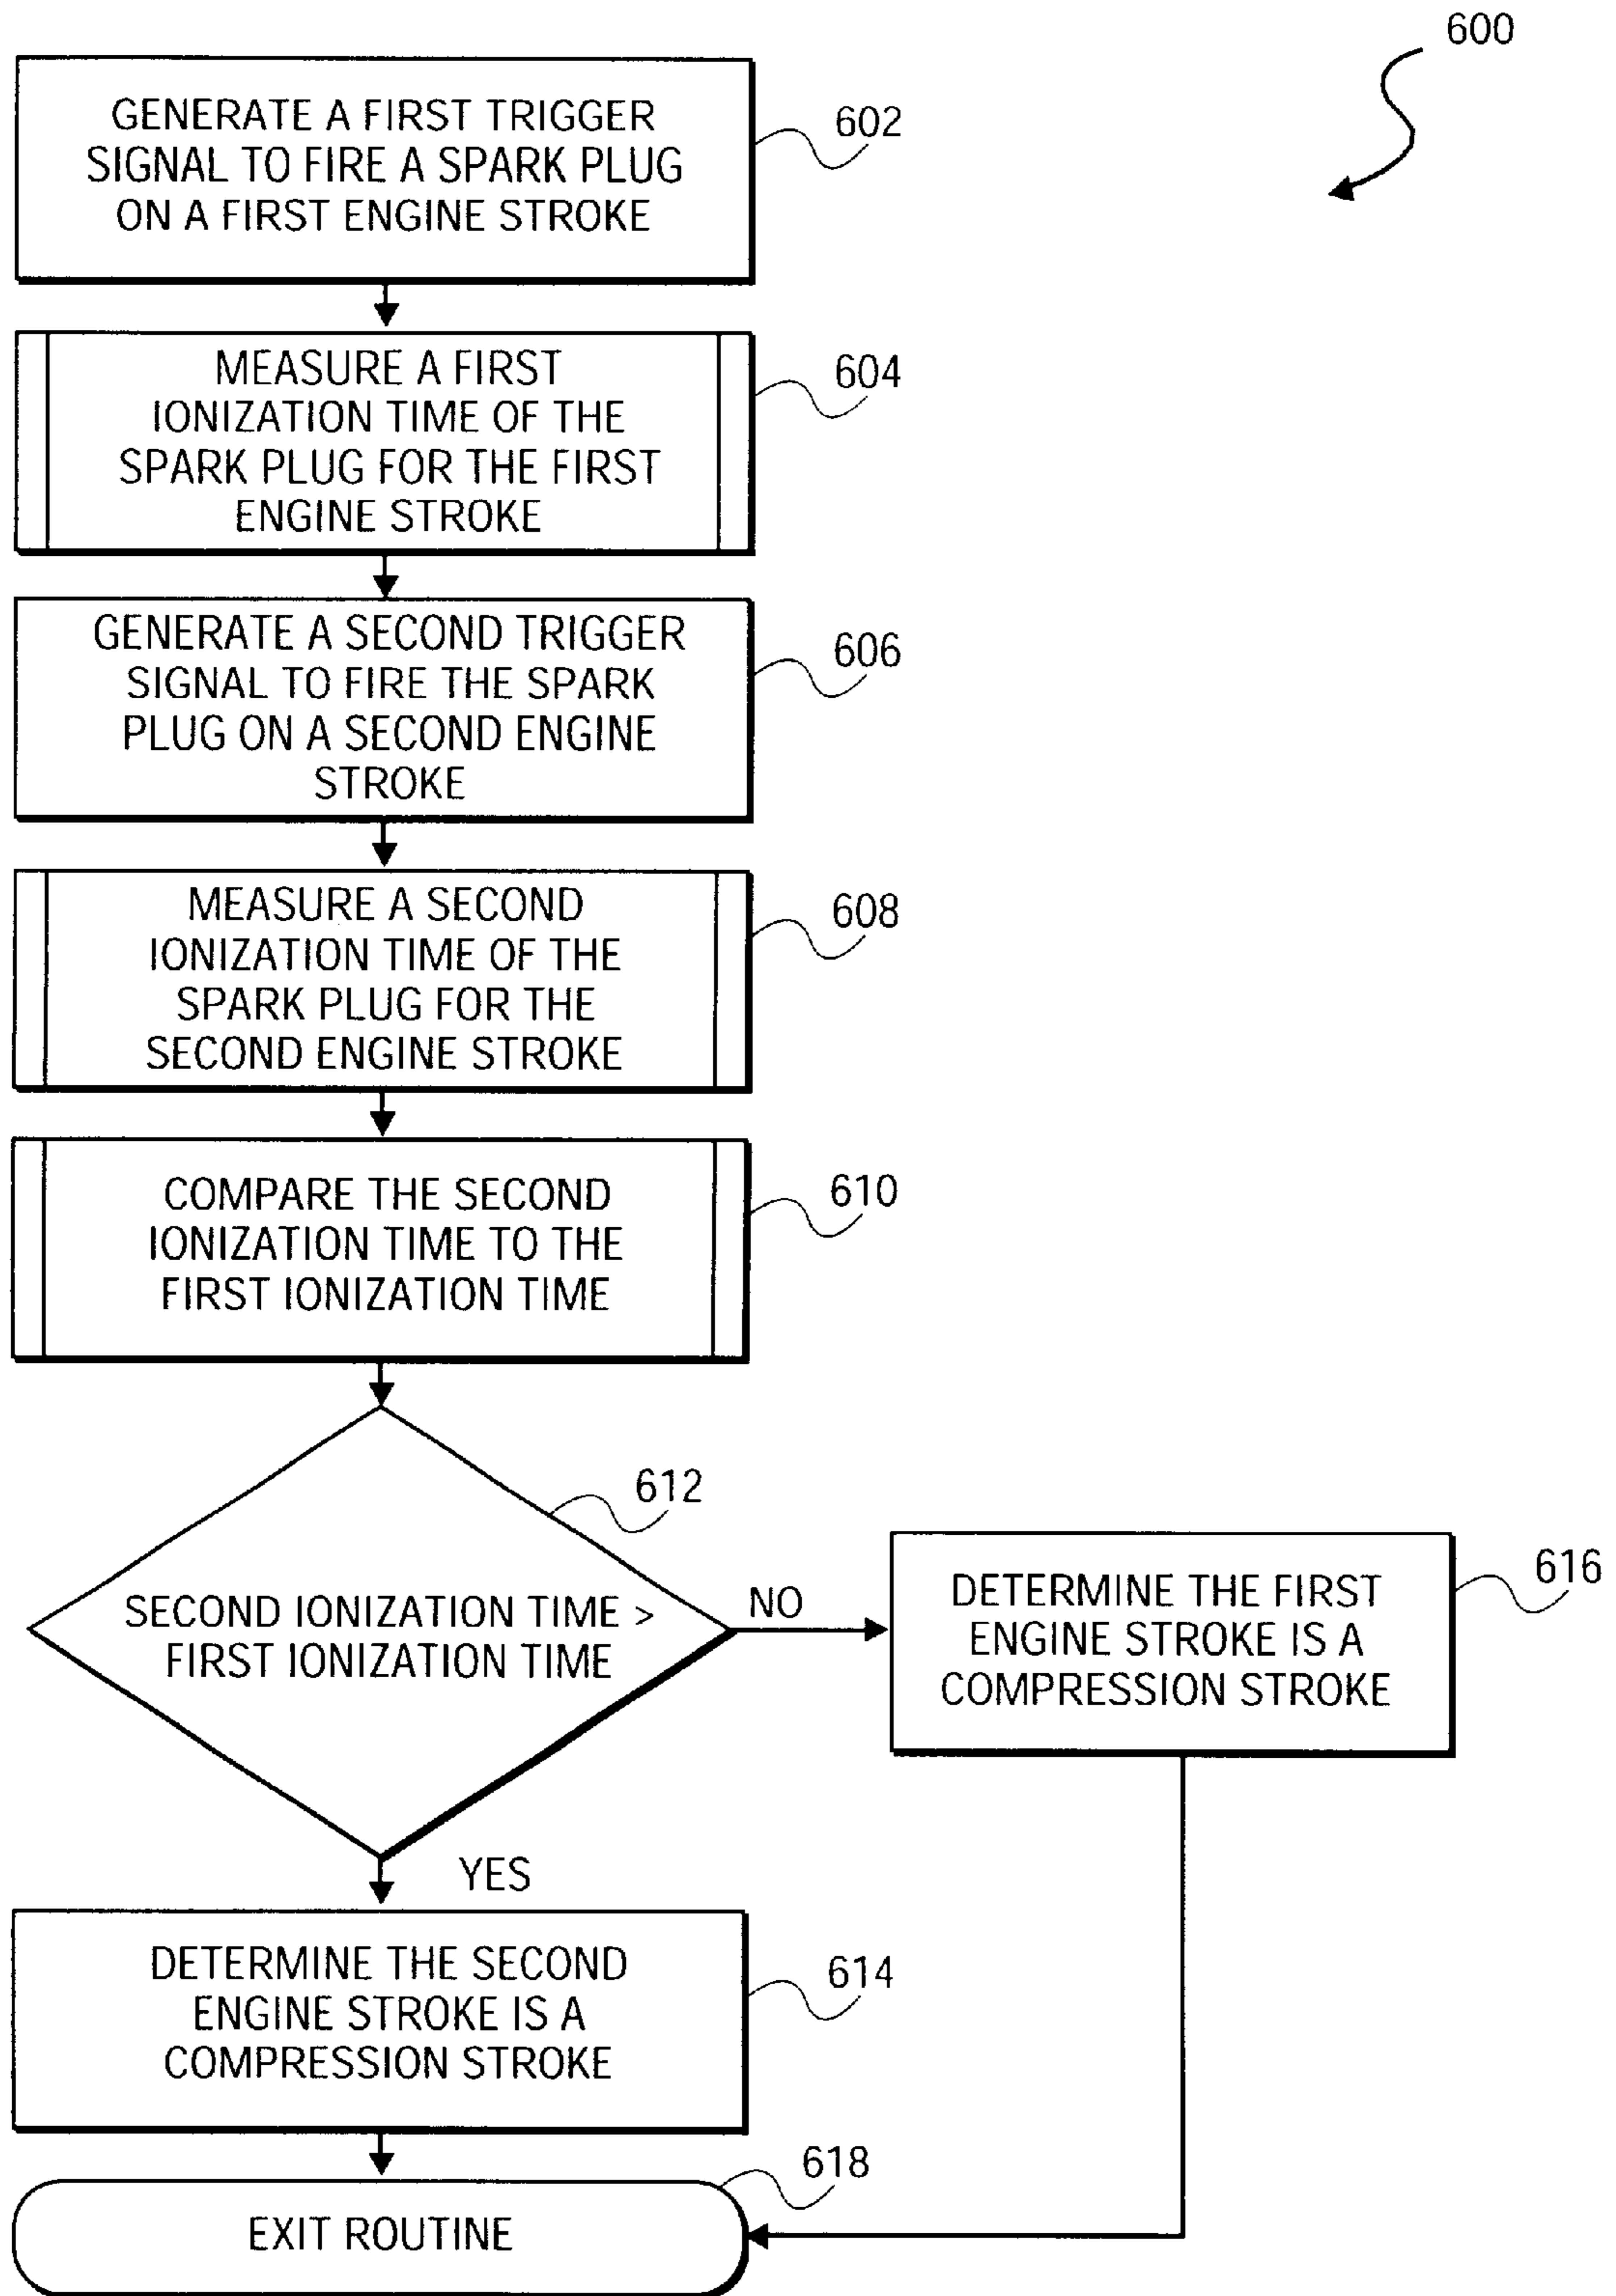 600
GENERATE A FIRST TRIGGER
SIGNAL TO FIRE A SPARK PLUG
ON A FIRST ENGINE STROKE
602
MEASURE A FIRST
IONIZATION TIME OF THE
SPARK PLUG FOR THE FIRST
ENGINE STROKE
604
GENERATE A SECOND TRIGGER
SIGNAL TO FIRE THE SPARK
PLUG ON A SECOND ENGINE
STROKE
606
MEASURE A SECOND
IONIZATION TIME OF THE
SPARK PLUG FOR THE
SECOND ENGINE STROKE
608
COMPARE THE SECOND
IONIZATION TIME TO THE
FIRST IONIZATION TIME
610
612
SECOND IONIZATION TIME >
FIRST IONIZATION TIME
NO
DETERMINE THE FIRST
ENGINE STROKE IS A
COMPRESSION STROKE
616
YES
DETERMINE THE SECOND
ENGINE STROKE IS A
COMPRESSION STROKE
614
618
EXIT ROUTINE